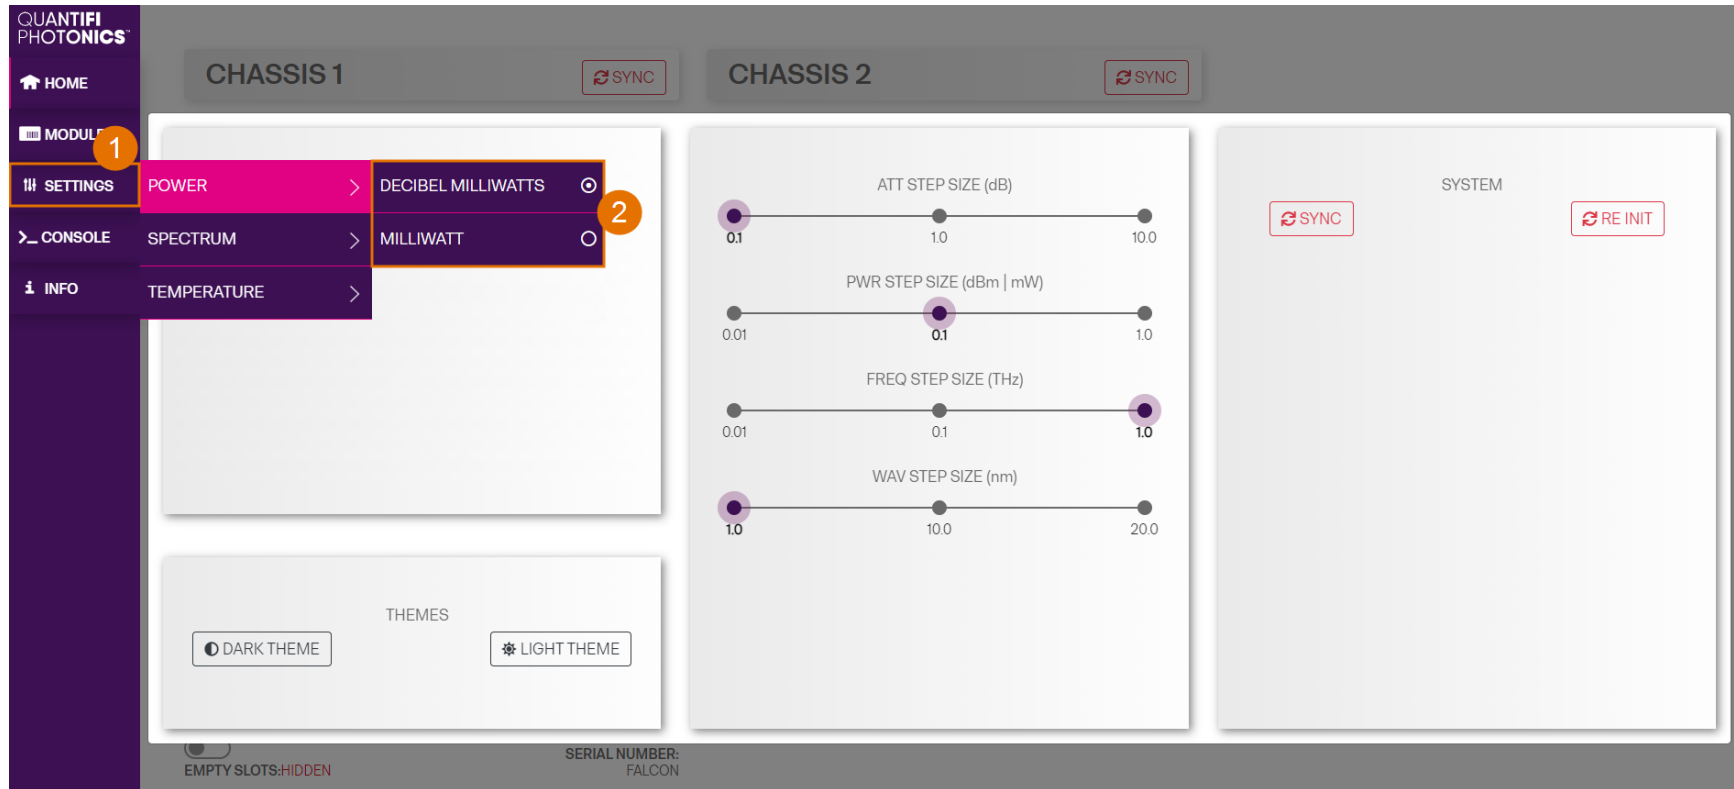 QUANTIFI
PHOTONICS™
HOME
MODULE
1
SETTINGS
>_ CONSOLE
INFO
CHASSIS 1
SYNC
CHASSIS 2
SYNC
POWER
SPECTRUM
TEMPERATURE
DECIBEL MILLIWATTS
MILLIWATT
2
THEMES
DARK THEME
LIGHT THEME
ATT STEP SIZE (dB)
0.1 1.0 10.0
PWR STEP SIZE (dBm | mW)
0.01 0.1 1.0
FREQ STEP SIZE (THz)
0.01 0.1 1.0
WAV STEP SIZE (nm)
1.0 10.0 20.0
SYSTEM
SYNC
RE INIT
EMPTY SLOTS:HIDDEN
SERIAL NUMBER:
FALCON